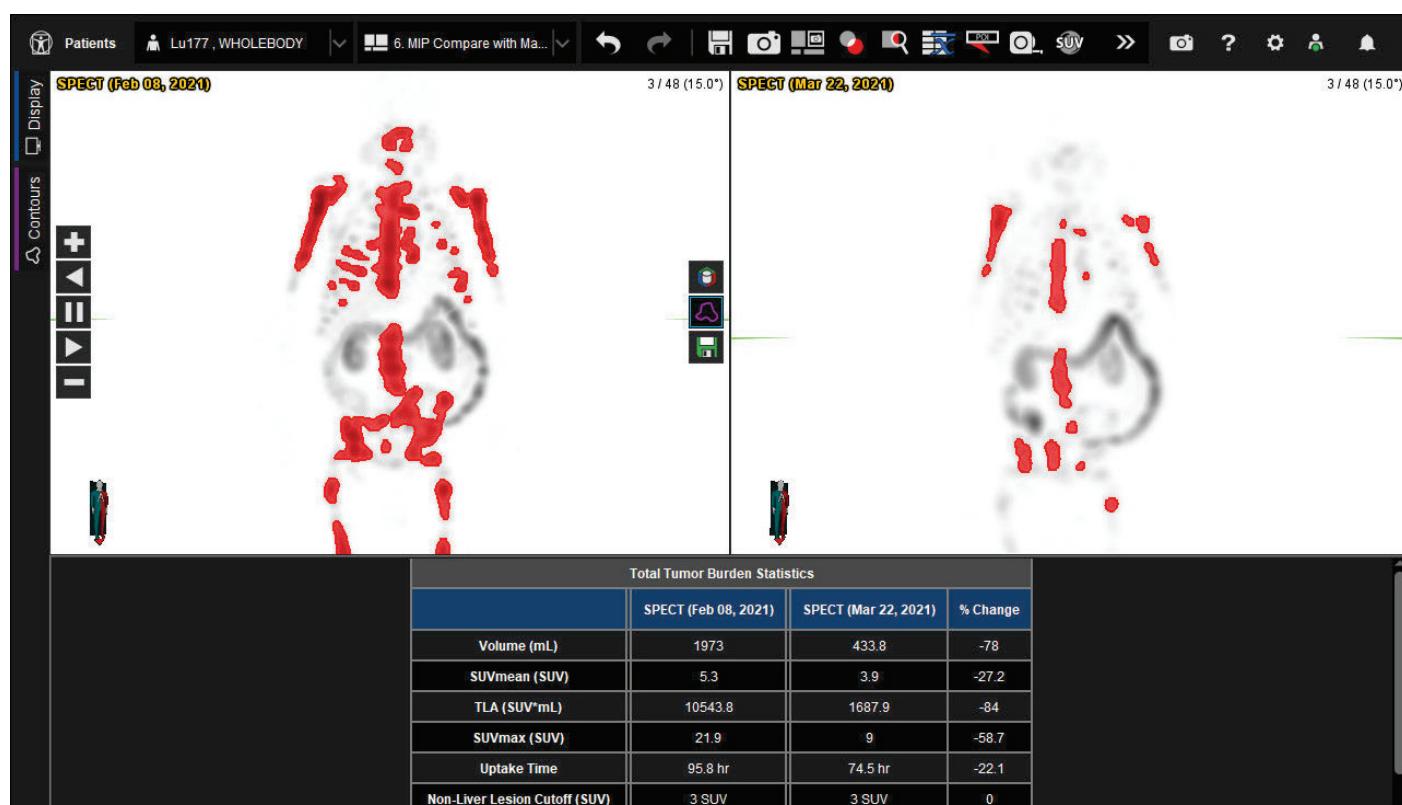 Patients
Lu177 , WHOLEBODY
6. MIP Compare with Ma...
POI
SUV
Display
Contours
SPECT (Feb 08, 2021)
3 / 48 (15.0°)
SPECT (Mar 22, 2021)
3 / 48 (15.0°)
Total Tumor Burden Statistics
SPECT (Feb 08, 2021) SPECT (Mar 22, 2021) % Change
Volume (mL) 1973 433.8 -78
SUVmean (SUV) 5.3 3.9 -27.2
TLA (SUV*mL) 10543.8 1687.9 -84
SUVmax (SUV) 21.9 9 -58.7
Uptake Time 95.8 hr 74.5 hr -22.1
Non-Liver Lesion Cutoff (SUV) 3 SUV 3 SUV 0